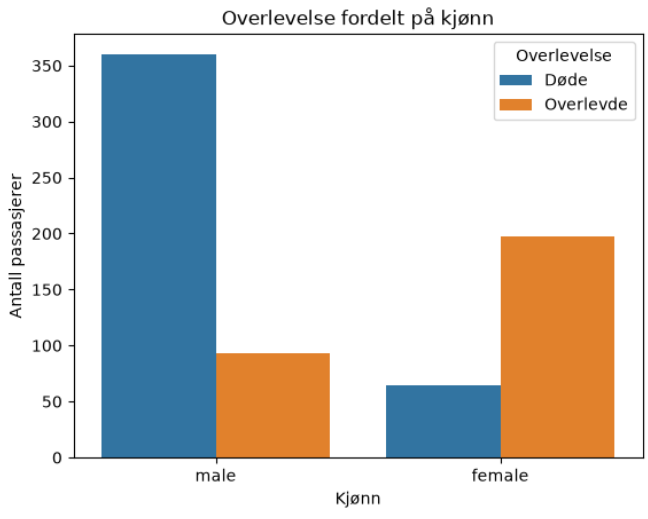 Overlevelse fordelt på kjønn
Overlevelse
Døde
Overlevde
Antall passasjerer
350
300
250
200
150
100
50
0
male
female
Kjønn